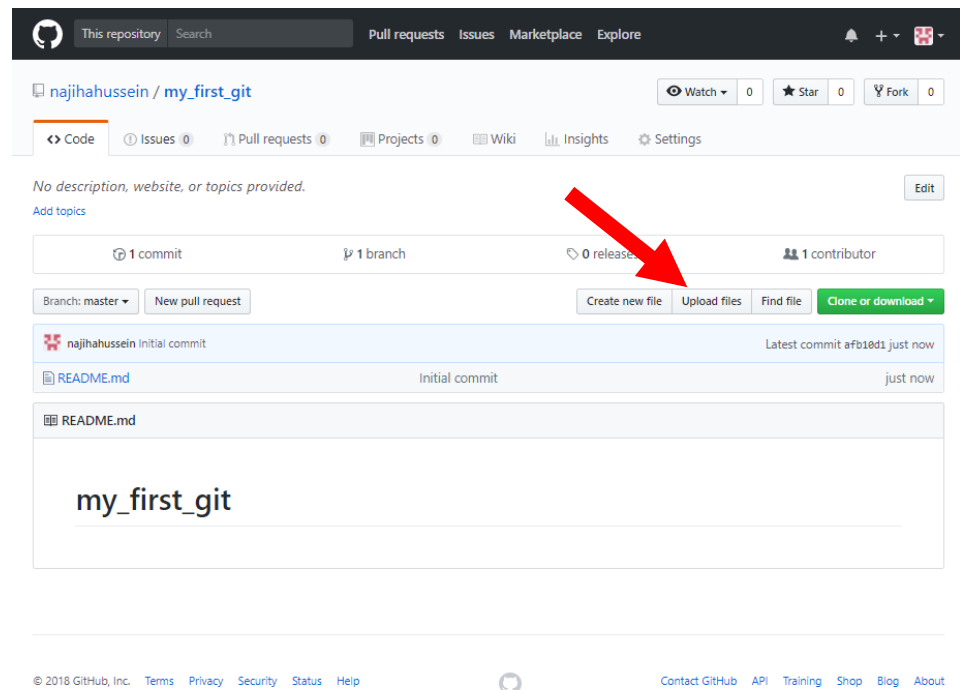 This repository Search Pull requests Issues Marketplace Explore
najihahussein / my_first_git Watch 0 Star 0 Fork 0
Code Issues 0 Pull requests 0 Projects 0 Wiki Insights Settings
No description, website, or topics provided. Edit
Add topics
1 commit 1 branch 0 releases 1 contributor
Branch: master New pull request Create new file Upload files Find file Clone or download
najihahussein Initial commit Latest commit afb10d1 just now
README.md Initial commit just now
README.md
my_first_git
© 2018 GitHub, Inc. Terms Privacy Security Status Help Contact GitHub API Training Shop Blog About